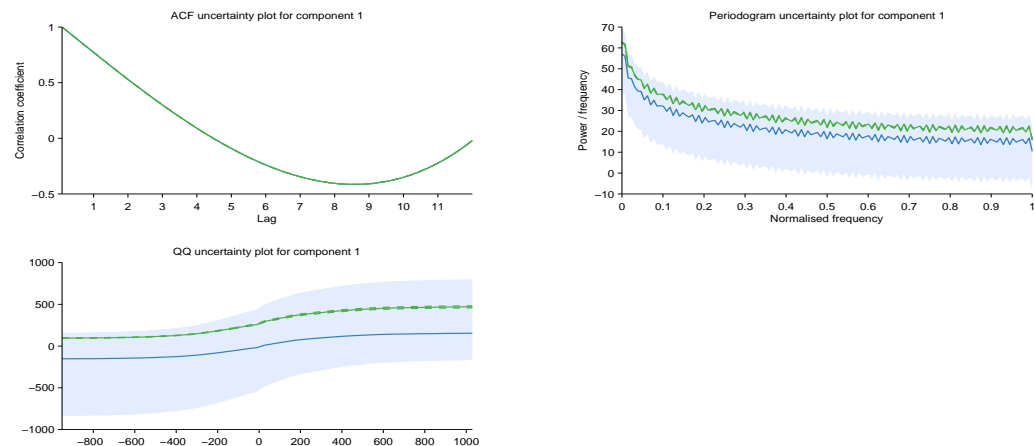 ACF uncertainty plot for component 1
1
0.5
0
−0.5
Correlation coefficient
1 2 3 4 5 6 7 8 9 10 11
Lag
Periodogram uncertainty plot for component 1
70
60
50
40
30
20
10
0
−10
Power / frequency
0 0.1 0.2 0.3 0.4 0.5 0.6 0.7 0.8 0.9 1
Normalised frequency
QQ uncertainty plot for component 1
1000
500
0
−500
−1000
−800 −600 −400 −200 0 200 400 600 800 1000